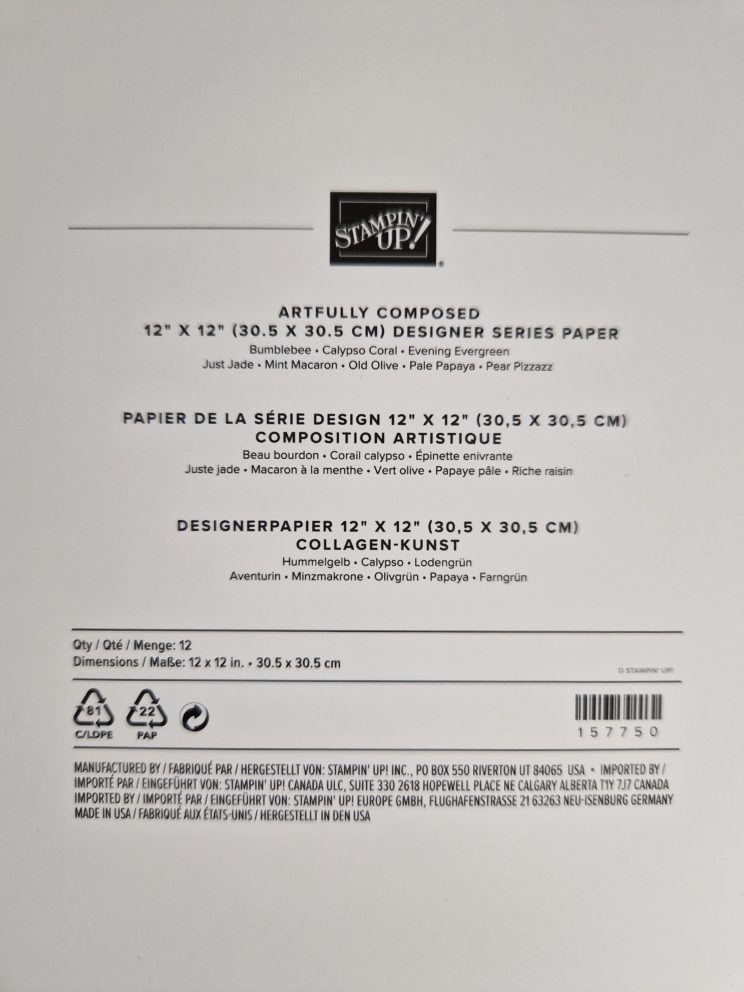 STAMPIN'
UP!®
ARTFULLY COMPOSED
12" X 12" (30.5 X 30.5 CM) DESIGNER SERIES PAPER
Bumblebee • Calypso Coral • Evening Evergreen
Just Jade • Mint Macaron • Old Olive • Pale Papaya • Pear Pizzazz
PAPIER DE LA SÉRIE DESIGN 12" X 12" (30,5 X 30,5 CM)
COMPOSITION ARTISTIQUE
Beau bourdon • Corail calypso • Épinette enivrante
Juste jade • Macaron à la menthe • Vert olive • Papaye pâle • Riche raisin
DESIGNERPAPIER 12" X 12" (30,5 X 30,5 CM)
COLLAGEN-KUNST
Hummelgelb • Calypso • Lodengrün
Aventurin • Minzmakrone • Olivgrün • Papaya • Farngrün
Qty / Qté / Menge: 12
Dimensions / Maße: 12 x 12 in. • 30.5 x 30.5 cm
© STAMPIN' UP!
81 22
C/LDPE PAP
157750
MANUFACTURED BY / FABRIQUÉ PAR / HERGESTELLT VON: STAMPIN' UP! INC., PO BOX 550 RIVERTON UT 84065 USA • IMPORTED BY /
IMPORTÉ PAR / EINGEFÜHRT VON: STAMPIN' UP! CANADA ULC, SUITE 330 2618 HOPEWELL PLACE NE CALGARY ALBERTA T1Y 7J7 CANADA
IMPORTED BY / IMPORTÉ PAR / EINGEFÜHRT VON: STAMPIN' UP! EUROPE GMBH, FLUGHAFENSTRASSE 21 63263 NEU-ISENBURG GERMANY
MADE IN USA / FABRIQUÉ AUX ÉTATS-UNIS / HERGESTELLT IN DEN USA